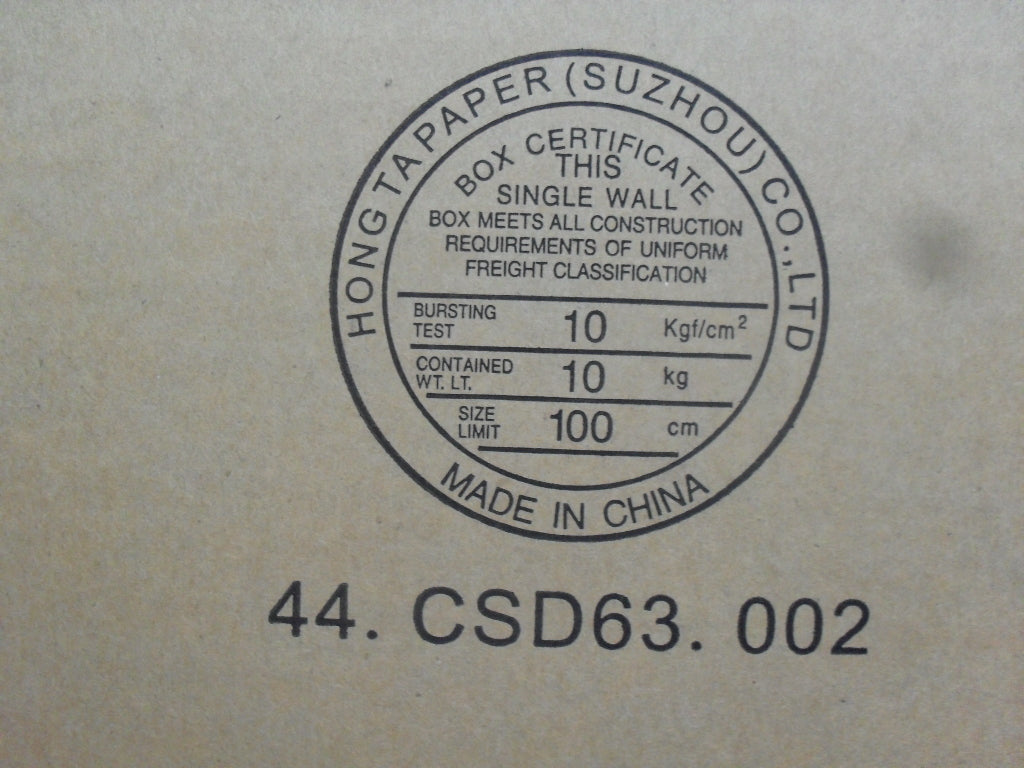 HONG TA PAPER (SUZHOU) CO.,LTD
BOX CERTIFICATE
THIS
SINGLE WALL
BOX MEETS ALL CONSTRUCTION
REQUIREMENTS OF UNIFORM
FREIGHT CLASSIFICATION
BURSTING TEST 10 Kgf/cm²
CONTAINED WT. LT. 10 kg
SIZE LIMIT 100 cm
MADE IN CHINA
44. CSD63. 002